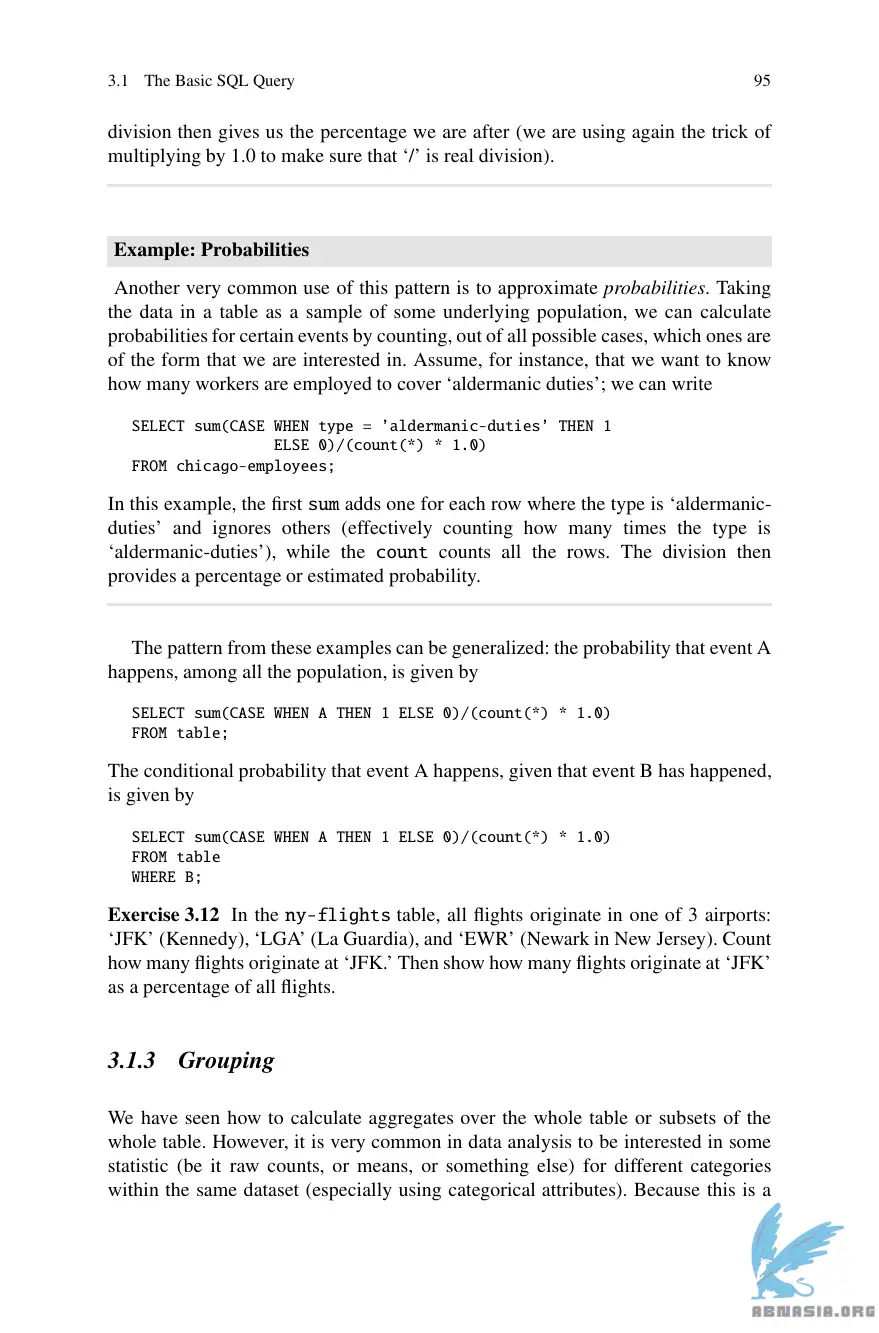 3.1 The Basic SQL Query 95
division then gives us the percentage we are after (we are using again the trick of
multiplying by 1.0 to make sure that ‘/’ is real division).
Example: Probabilities
Another very common use of this pattern is to approximate probabilities. Taking
the data in a table as a sample of some underlying population, we can calculate
probabilities for certain events by counting, out of all possible cases, which ones are
of the form that we are interested in. Assume, for instance, that we want to know
how many workers are employed to cover ‘aldermanic duties’; we can write
SELECT sum(CASE WHEN type = ’aldermanic-duties’ THEN 1
ELSE 0)/(count(*) * 1.0)
FROM chicago-employees;
In this example, the first sum adds one for each row where the type is ‘aldermanic-
duties’ and ignores others (effectively counting how many times the type is
‘aldermanic-duties’), while the count counts all the rows. The division then
provides a percentage or estimated probability.
The pattern from these examples can be generalized: the probability that event A
happens, among all the population, is given by
SELECT sum(CASE WHEN A THEN 1 ELSE 0)/(count(*) * 1.0)
FROM table;
The conditional probability that event A happens, given that event B has happened,
is given by
SELECT sum(CASE WHEN A THEN 1 ELSE 0)/(count(*) * 1.0)
FROM table
WHERE B;
Exercise 3.12 In the ny-flights table, all flights originate in one of 3 airports:
‘JFK’ (Kennedy), ‘LGA’ (La Guardia), and ‘EWR’ (Newark in New Jersey). Count
how many flights originate at ‘JFK.’ Then show how many flights originate at ‘JFK’
as a percentage of all flights.
3.1.3 Grouping
We have seen how to calculate aggregates over the whole table or subsets of the
whole table. However, it is very common in data analysis to be interested in some
statistic (be it raw counts, or means, or something else) for different categories
within the same dataset (especially using categorical attributes). Because this is a
ABNASIA.ORG